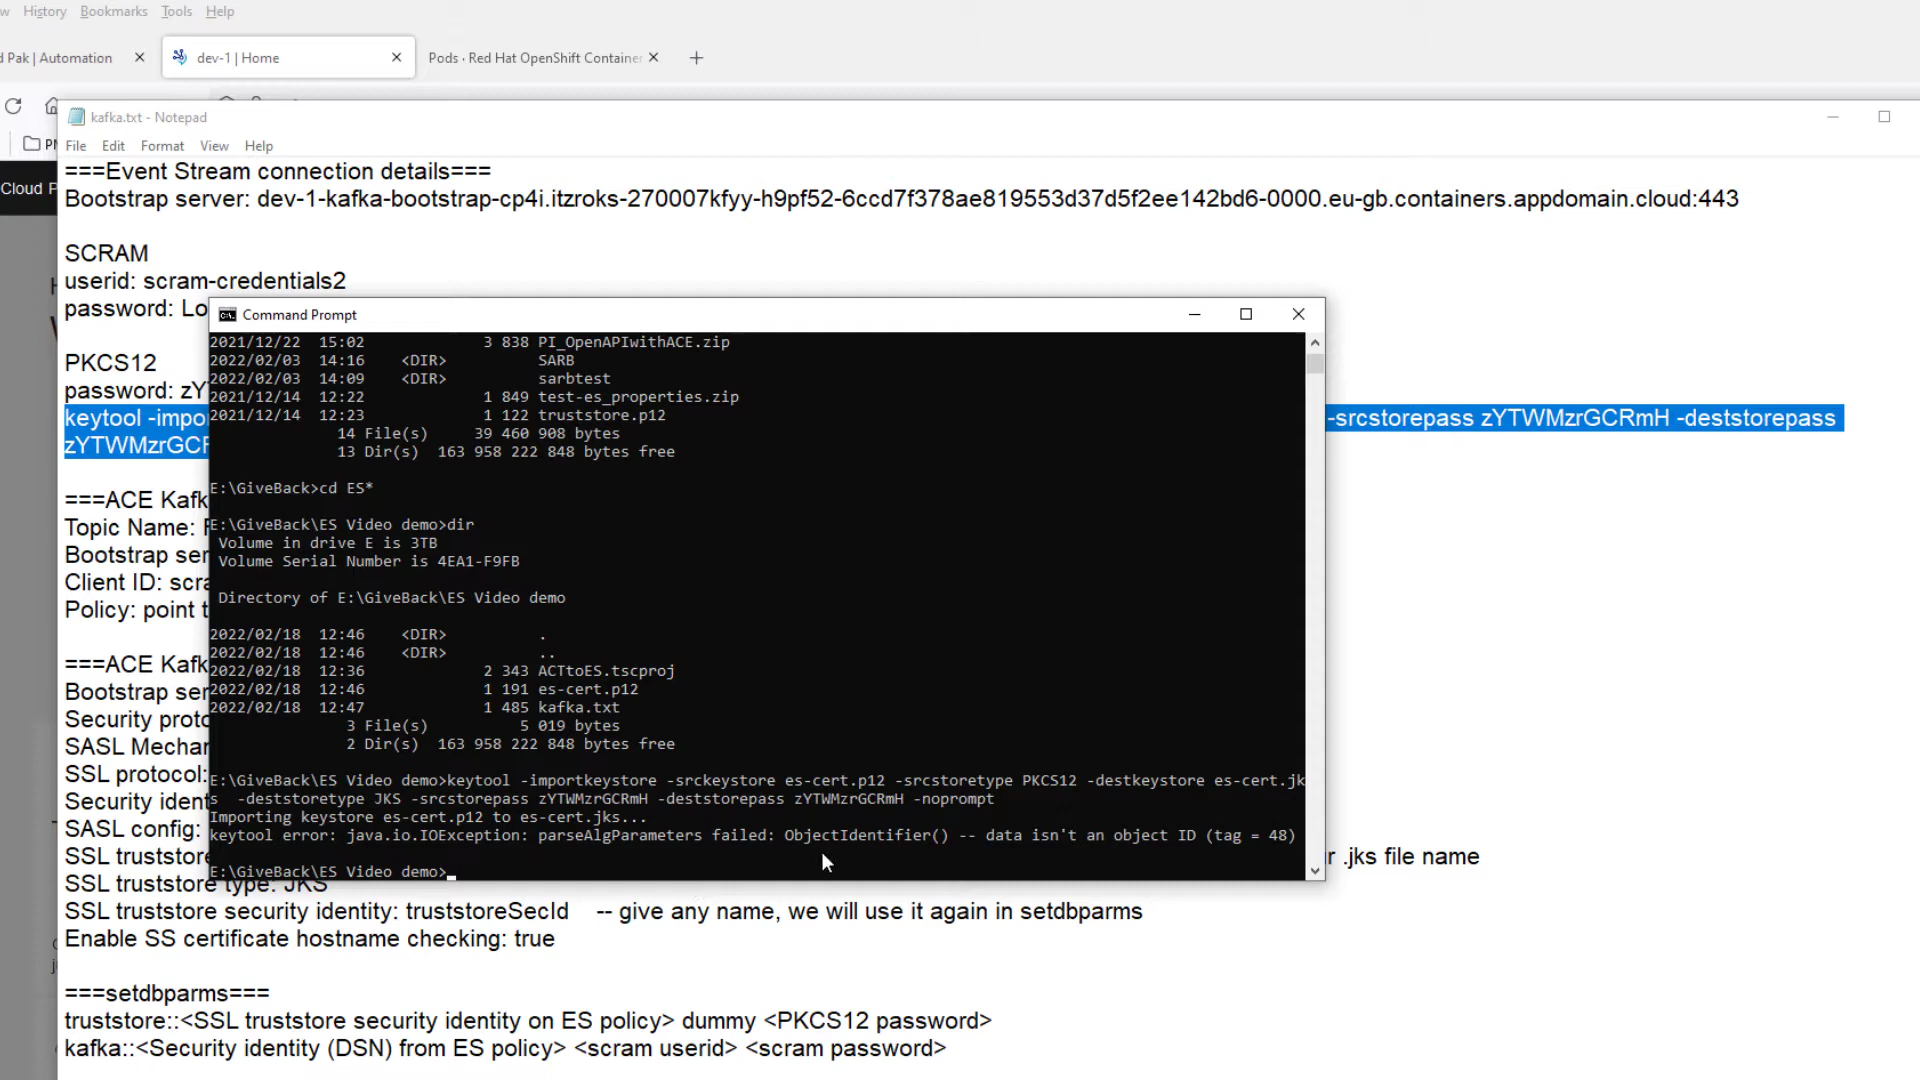 History Bookmarks Tools Help
d Pak | Automation
dev-1 | Home
Pods · Red Hat OpenShift Container
kafka.txt - Notepad
File Edit Format View Help
Cloud P
===Event Stream connection details===
Bootstrap server: dev-1-kafka-bootstrap-cp4i.itzroks-270007kfyy-h9pf52-6ccd7f378ae819553d37d5f2ee142bd6-0000.eu-gb.containers.appdomain.cloud:443
SCRAM
userid: scram-credentials2
password: Lo
PKCS12
password: zY
keytool -impor
-srcstorepass zYTWMzrGCRmH -deststorepass
zYTWMzrGCR
===ACE Kafk
Topic Name: 
Bootstrap ser
Client ID: scra
Policy: point t
===ACE Kafk
Bootstrap ser
Security proto
SASL Mechar
SSL protocol:
Security ident
SASL config:
SSL truststore
r .jks file name
SSL truststore type: JKS
SSL truststore security identity: truststoreSecId -- give any name, we will use it again in setdbparms
Enable SS certificate hostname checking: true
===setdbparms===
truststore::<SSL truststore security identity on ES policy> dummy <PKCS12 password>
kafka::<Security identity (DSN) from ES policy> <scram userid> <scram password>
Command Prompt
2021/12/22 15:02 3 838 PI_OpenAPIwithACE.zip
2022/02/03 14:16 <DIR> SARB
2022/02/03 14:09 <DIR> sarbtest
2021/12/14 12:22 1 849 test-es_properties.zip
2021/12/14 12:23 1 122 truststore.p12
14 File(s) 39 460 908 bytes
13 Dir(s) 163 958 222 848 bytes free
E:\GiveBack>cd ES*
E:\GiveBack\ES Video demo>dir
Volume in drive E is 3TB
Volume Serial Number is 4EA1-F9FB
Directory of E:\GiveBack\ES Video demo
2022/02/18 12:46 <DIR> .
2022/02/18 12:46 <DIR> ..
2022/02/18 12:36 2 343 ACTtoES.tscproj
2022/02/18 12:46 1 191 es-cert.p12
2022/02/18 12:47 1 485 kafka.txt
3 File(s) 5 019 bytes
2 Dir(s) 163 958 222 848 bytes free
E:\GiveBack\ES Video demo>keytool -importkeystore -srckeystore es-cert.p12 -srcstoretype PKCS12 -destkeystore es-cert.jk
s -deststoretype JKS -srcstorepass zYTWMzrGCRmH -deststorepass zYTWMzrGCRmH -noprompt
Importing keystore es-cert.p12 to es-cert.jks...
keytool error: java.io.IOException: parseAlgParameters failed: ObjectIdentifier() -- data isn't an object ID (tag = 48)
E:\GiveBack\ES Video demo>